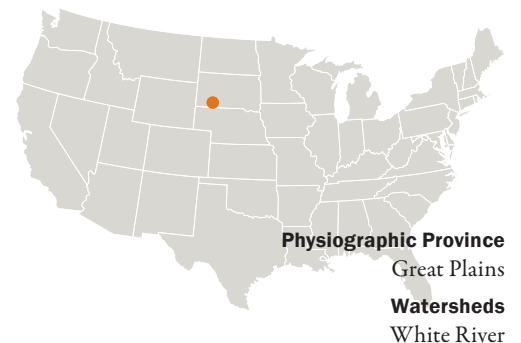 Physiographic Province
Great Plains
Watersheds
White River